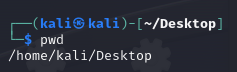 ┌──(kali㉿kali)-[~/Desktop]
└─$ pwd
/home/kali/Desktop